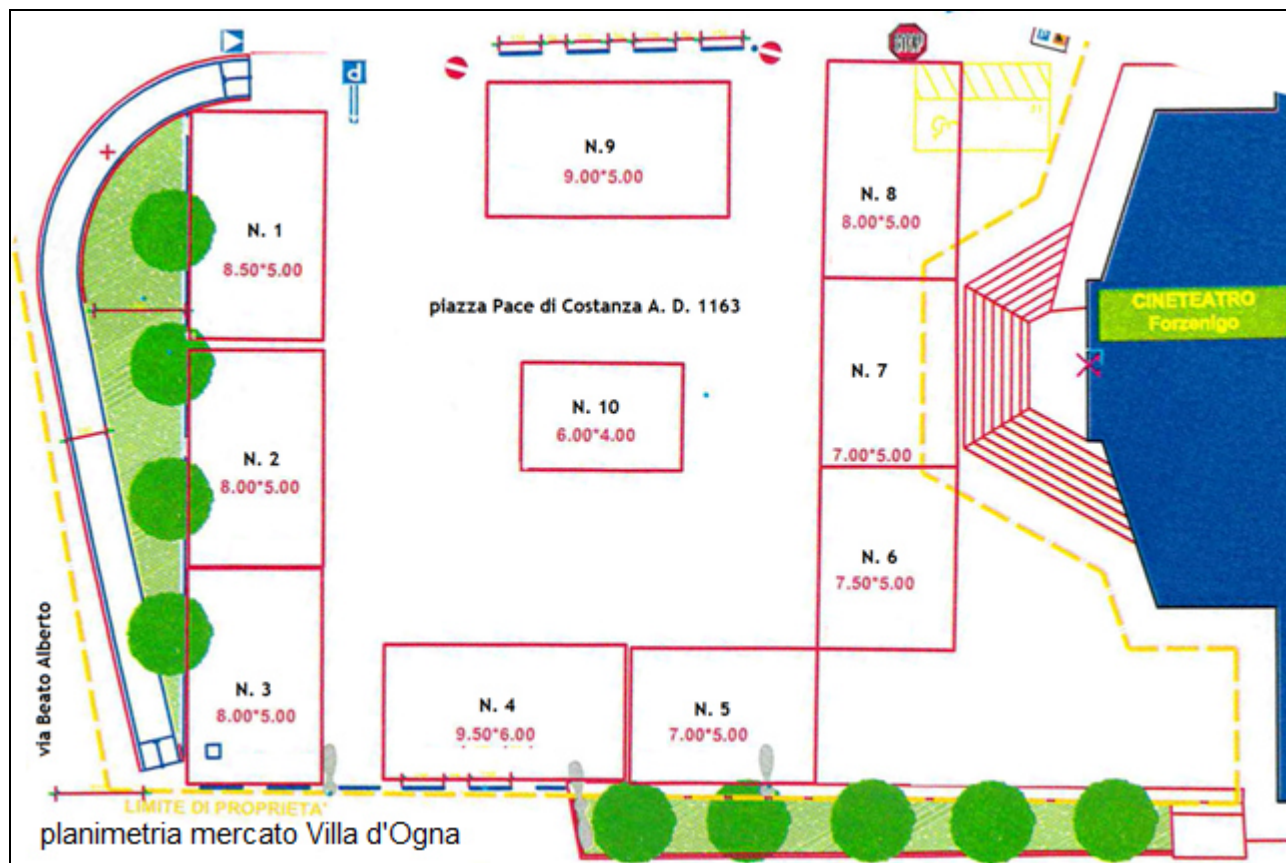 STOP
P
N.9
9.00*5.00
N. 8
8.00*5.00
N. 1
8.50*5.00
piazza Pace di Costanza A. D. 1163
CINETEATRO
Forzenigo
N. 7
7.00*5.00
N. 10
6.00*4.00
N. 2
8.00*5.00
N. 6
7.50*5.00
via Beato Alberto
N. 3
8.00*5.00
N. 4
9.50*6.00
N. 5
7.00*5.00
LIMITE DI PROPRIETA'
planimetria mercato Villa d'Ogna